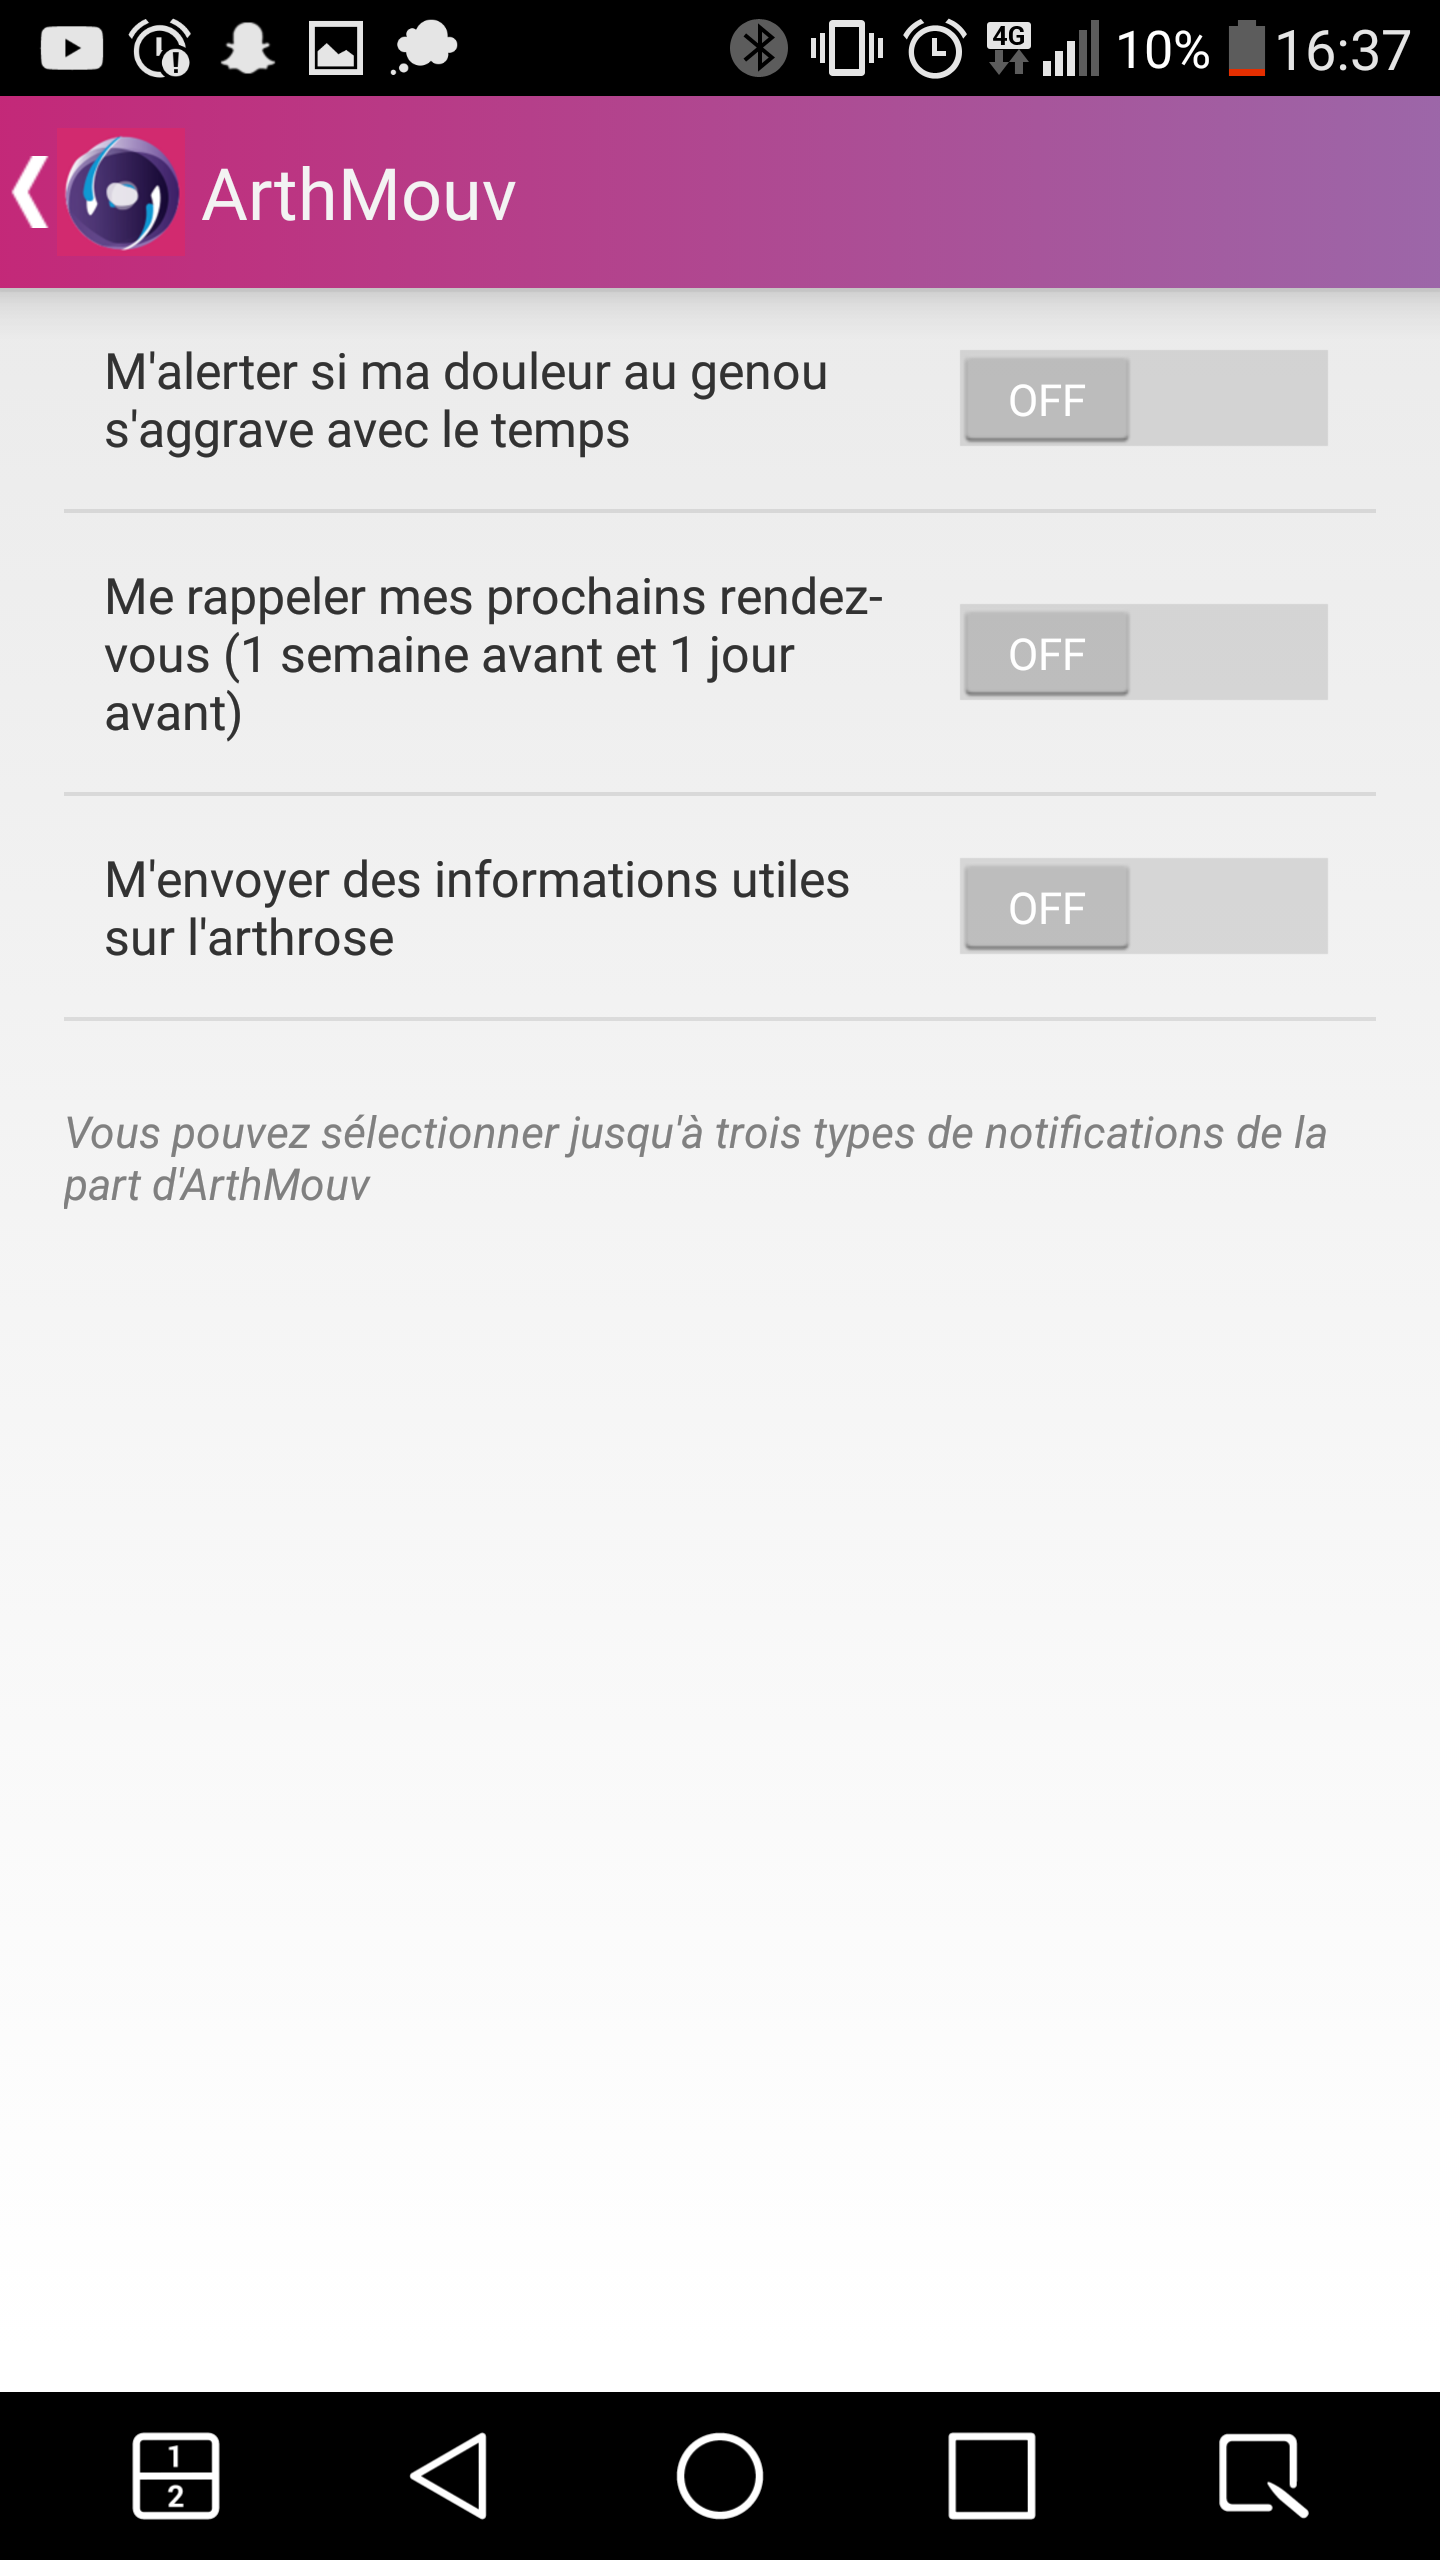 4G 10% 16:37
ArthMouv
M'alerter si ma douleur au genou
s'aggrave avec le temps
OFF
Me rappeler mes prochains rendez-
vous (1 semaine avant et 1 jour
avant)
OFF
M'envoyer des informations utiles
sur l'arthrose
OFF
Vous pouvez sélectionner jusqu'à trois types de notifications de la
part d'ArthMouv
1
2